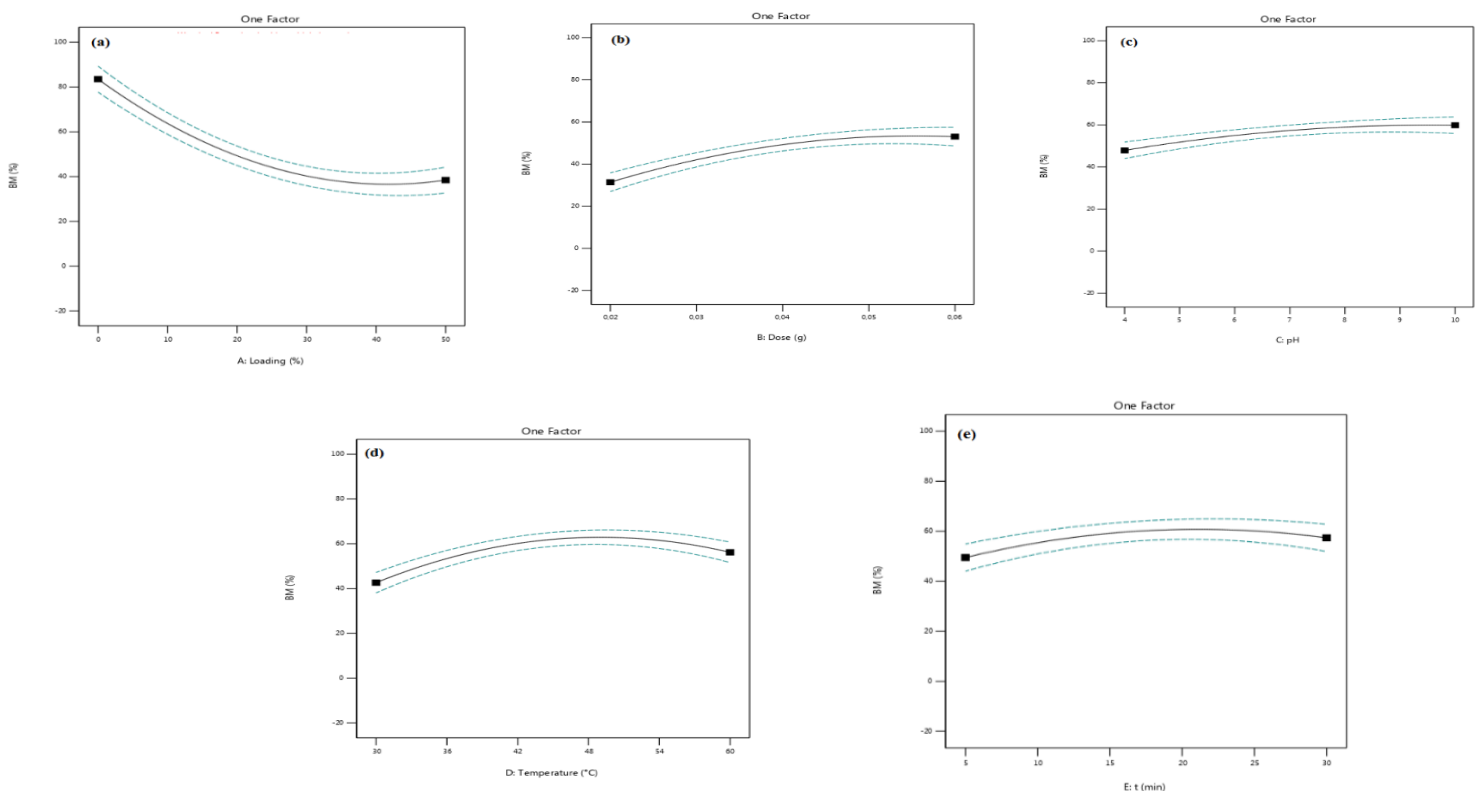 One Factor
(a)
100
80
60
40
20
0
-20
BM (%)
0 10 20 30 40 50
A: Loading (%)
One Factor
(b)
100
80
60
40
20
0
-20
BM (%)
0,02 0,03 0,04 0,05 0,06
B: Dose (g)
One Factor
(c)
100
80
60
40
20
0
-20
BM (%)
4 5 6 7 8 9 10
C: pH
One Factor
(d)
100
80
60
40
20
0
-20
BM (%)
30 36 42 48 54 60
D: Temperature (°C)
One Factor
(e)
100
80
60
40
20
0
-20
BM (%)
5 10 15 20 25 30
E: t (min)